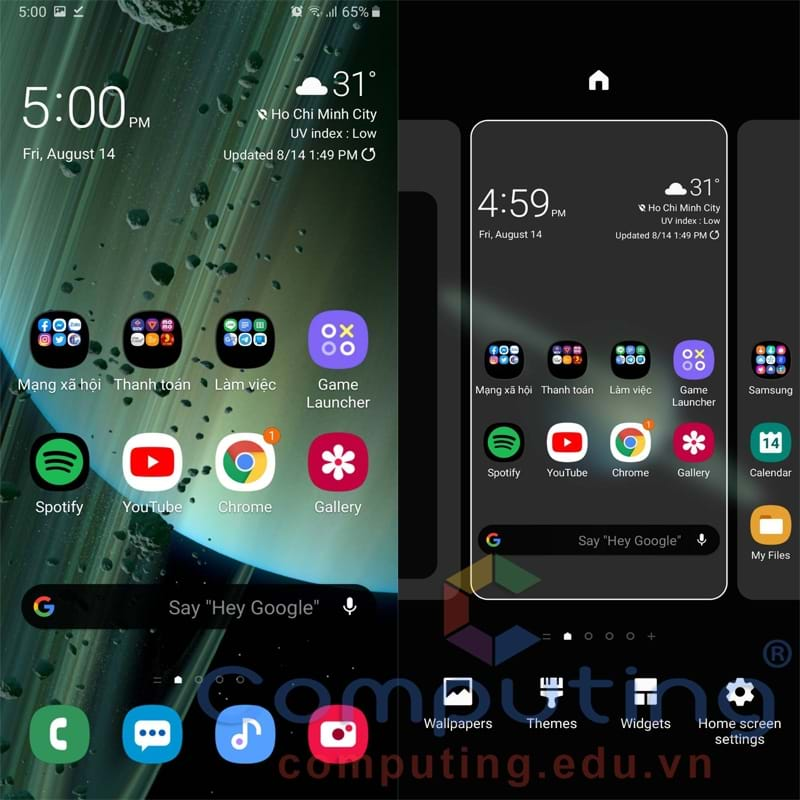 5:00
65%
5:00 PM
31°
Ho Chi Minh City
UV index : Low
Fri, August 14
Updated 8/14 1:49 PM
Mạng xã hội
Thanh toán
Làm việc
Game
Launcher
1
Spotify
YouTube
Chrome
Gallery
Say "Hey Google"
4:59 PM
31°
Ho Chi Minh City
UV index : Low
Fri, August 14
Updated 8/14 1:49 PM
Mạng xã hội
Thanh toán
Làm việc
Game
Launcher
Samsung
1
14
Spotify
YouTube
Chrome
Gallery
Calendar
My Files
Say "Hey Google"
Wallpapers
Themes
Widgets
Home screen
settings
Computing ®
computing.edu.vn